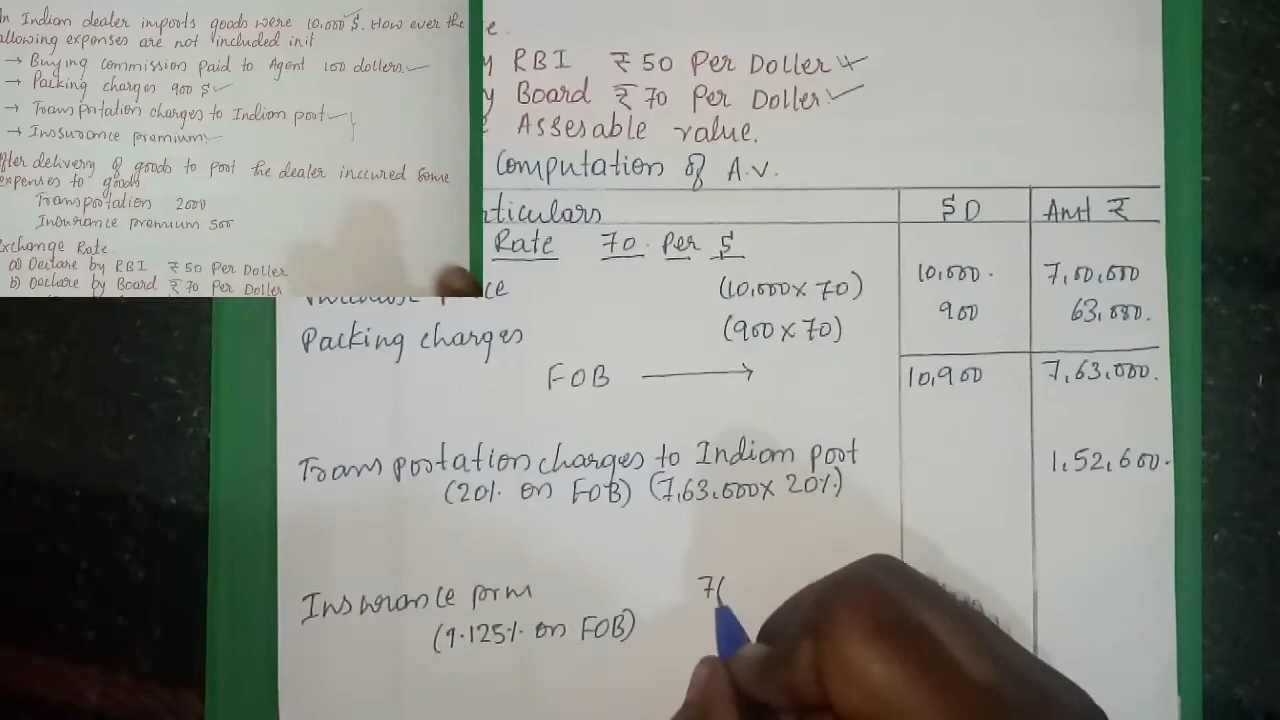 In Indian dealer imports goods were 10,000 $. How ever the
allowing expenses are not included in it
→ Buying commission paid to Agent 100 dollers.
→ Packing charges 900 $
→ Transportation charges to Indian port
→ Inssurance premium
fter delivery of goods to port the dealer incured some
expenses to goods
Transportation 2000
Insurance premium 500
Exchange Rate
a) Declare by RBI ₹ 50 Per Doller
b) Declare by Board ₹ 70 Per Doller
e.
y RBI ₹ 50 Per Doller
y Board ₹ 70 Per Doller
Assesable value.
Computation of A.V.
ticulars $ D Amt ₹
Rate 70 Per $
ce (10,000 x 70) 10,000. 7,00,000
Packing charges (900 x 70) 900 63,000.
FOB → 10,900 7,63,000.
Transportation charges to Indian port 1,52,600.
(20% on FOB) (7,63,000 x 20%)
Insurance prm 7
(1.125% on FOB)